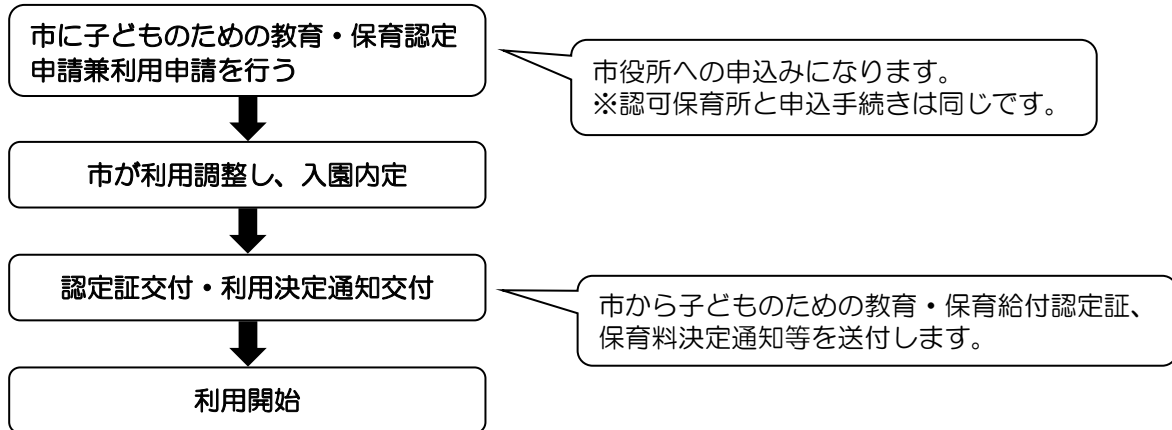 市に子どものための教育・保育認定
申請兼利用申請を行う
市役所への申込みになります。
※認可保育所と申込手続きは同じです。
市が利用調整し、入園内定
認定証交付・利用決定通知交付
市から子どものための教育・保育給付認定証、
保育料決定通知等を送付します。
利用開始